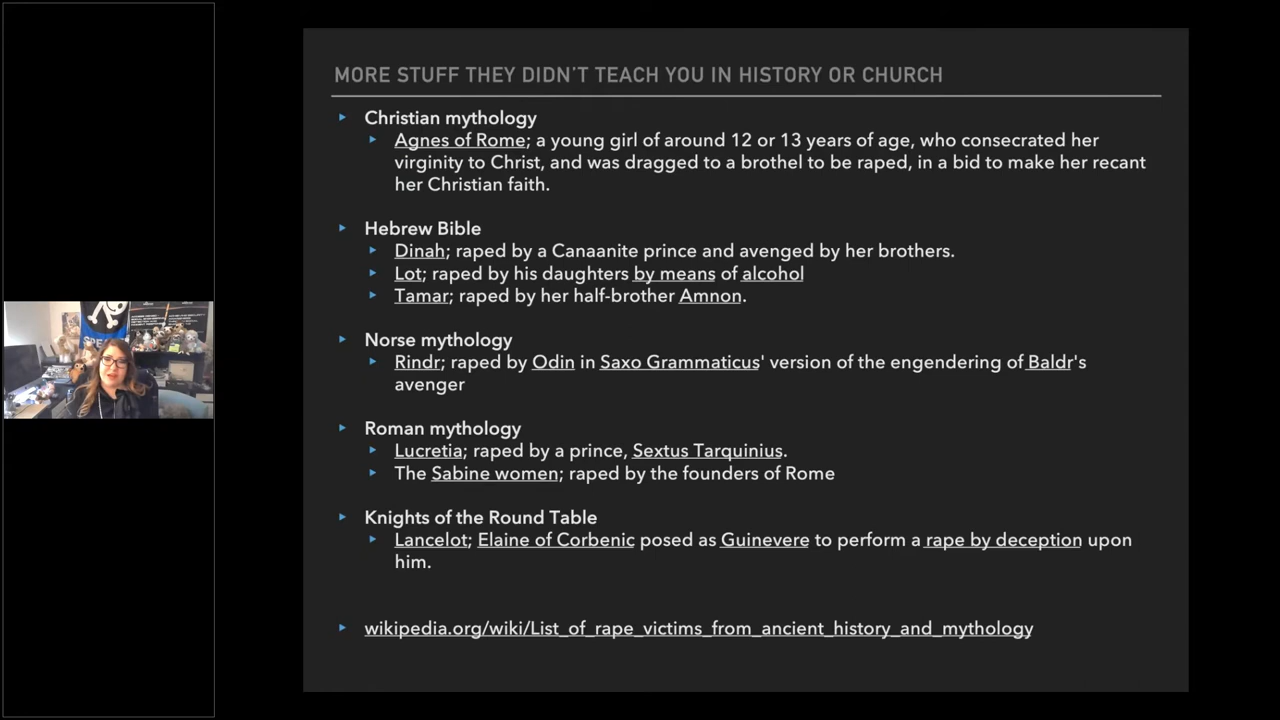 MORE STUFF THEY DIDN'T TEACH YOU IN HISTORY OR CHURCH
Christian mythology
Agnes of Rome; a young girl of around 12 or 13 years of age, who consecrated her
virginity to Christ, and was dragged to a brothel to be raped, in a bid to make her recant
her Christian faith.
Hebrew Bible
Dinah; raped by a Canaanite prince and avenged by her brothers.
Lot; raped by his daughters by means of alcohol
Tamar; raped by her half-brother Amnon.
Norse mythology
Rindr; raped by Odin in Saxo Grammaticus' version of the engendering of Baldr's
avenger
Roman mythology
Lucretia; raped by a prince, Sextus Tarquinius.
The Sabine women; raped by the founders of Rome
Knights of the Round Table
Lancelot; Elaine of Corbenic posed as Guinevere to perform a rape by deception upon
him.
wikipedia.org/wiki/List_of_rape_victims_from_ancient_history_and_mythology